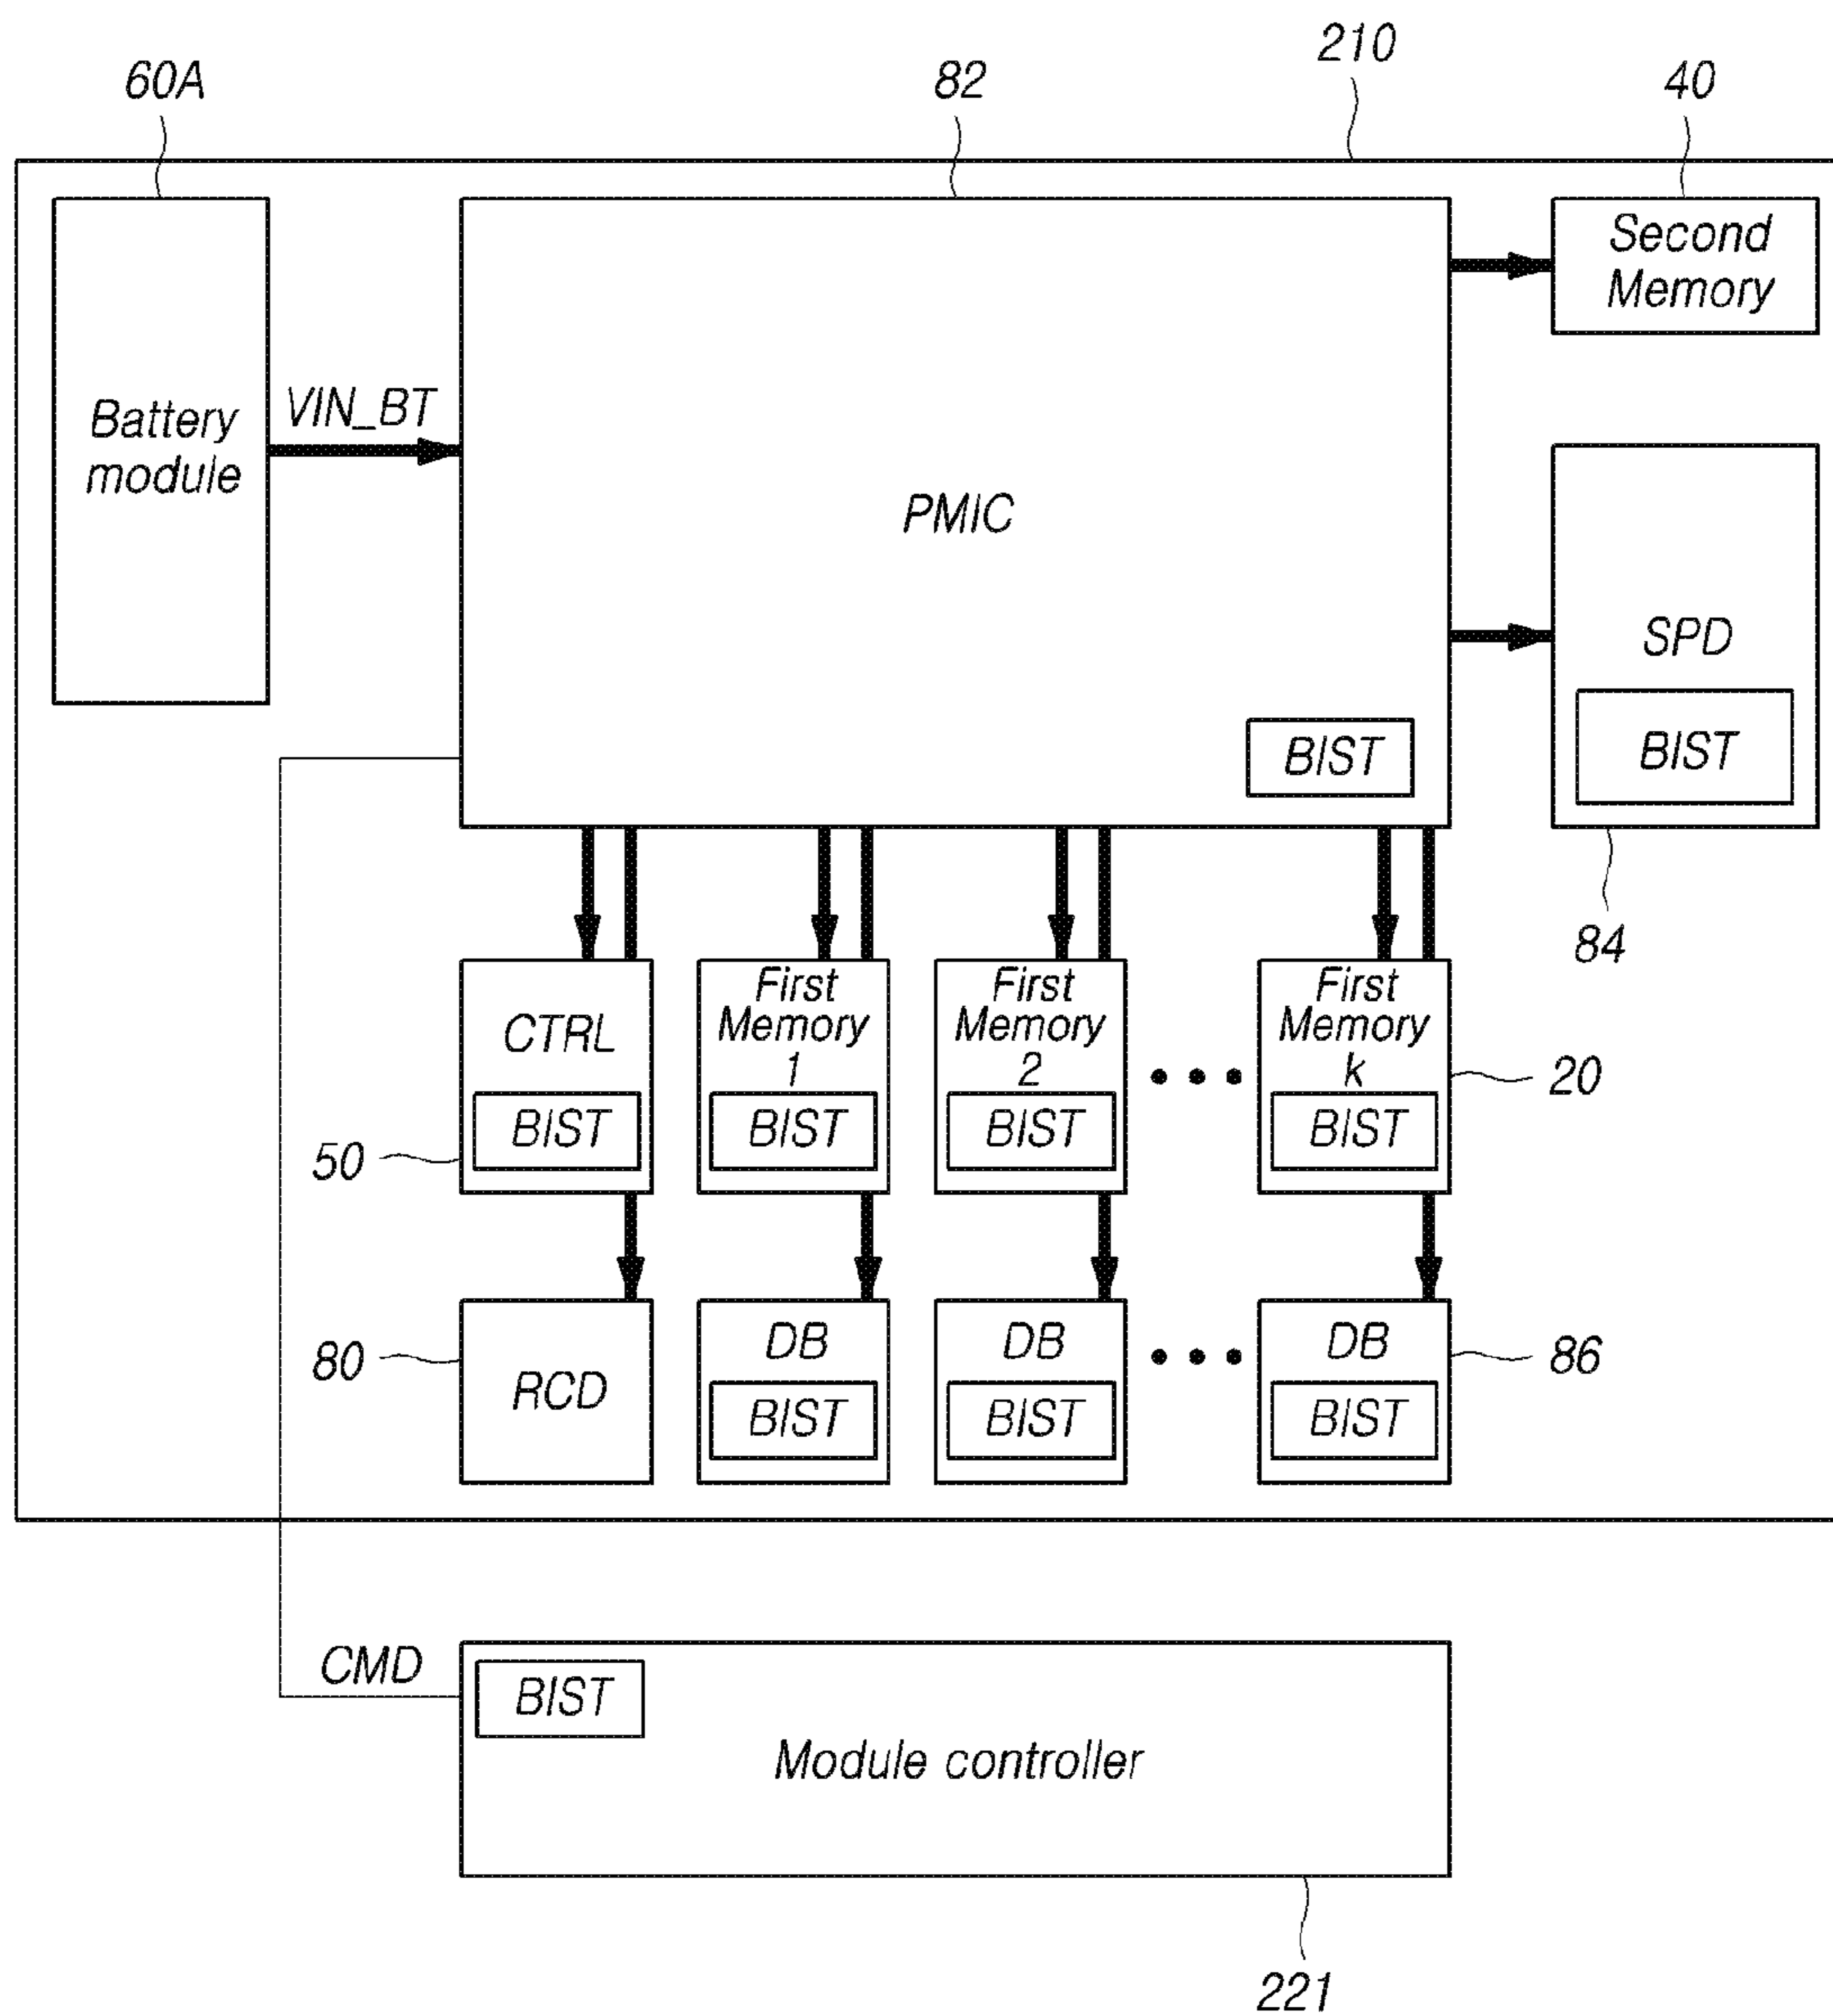 210
60A
82
40
Second
Memory
Battery
module
VIN_BT
PMIC
SPD
BIST
BIST
84
CTRL
BIST
First
Memory
1
BIST
First
Memory
2
BIST
First
Memory
k
BIST
20
50
80
RCD
DB
BIST
DB
BIST
DB
BIST
86
CMD
BIST
Module controller
221